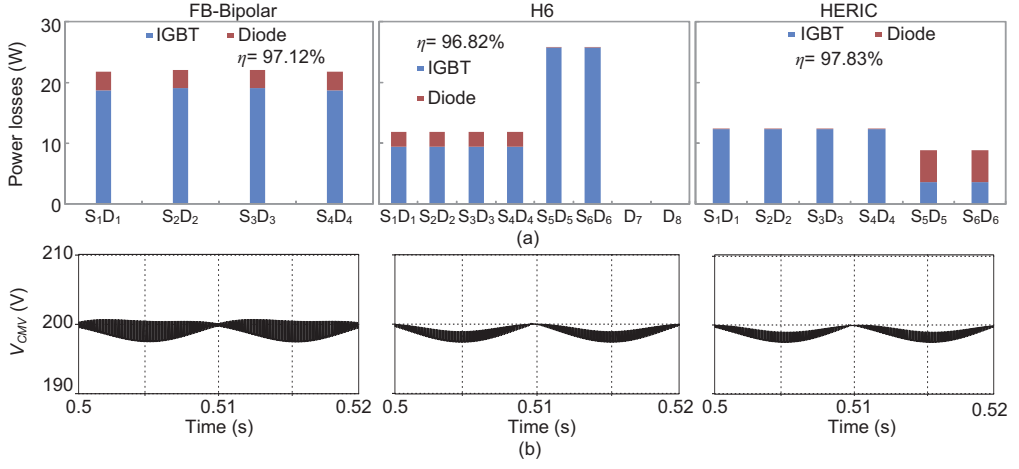 FB-Bipolar
H6
HERIC
Power losses (W)
30
20
10
0
IGBT Diode
η= 97.12%
η= 96.82%
IGBT
Diode
IGBT Diode
η= 97.83%
S₁D₁ S₂D₂ S₃D₃ S₄D₄
S₁D₁ S₂D₂ S₃D₃ S₄D₄ S₅D₅ S₆D₆ D₇ D₈
S₁D₁ S₂D₂ S₃D₃ S₄D₄ S₅D₅ S₆D₆
(a)
V_CMV (V)
210
200
190
0.5 0.51 0.52
0.5 0.51 0.52
0.5 0.51 0.52
Time (s) Time (s) Time (s)
(b)